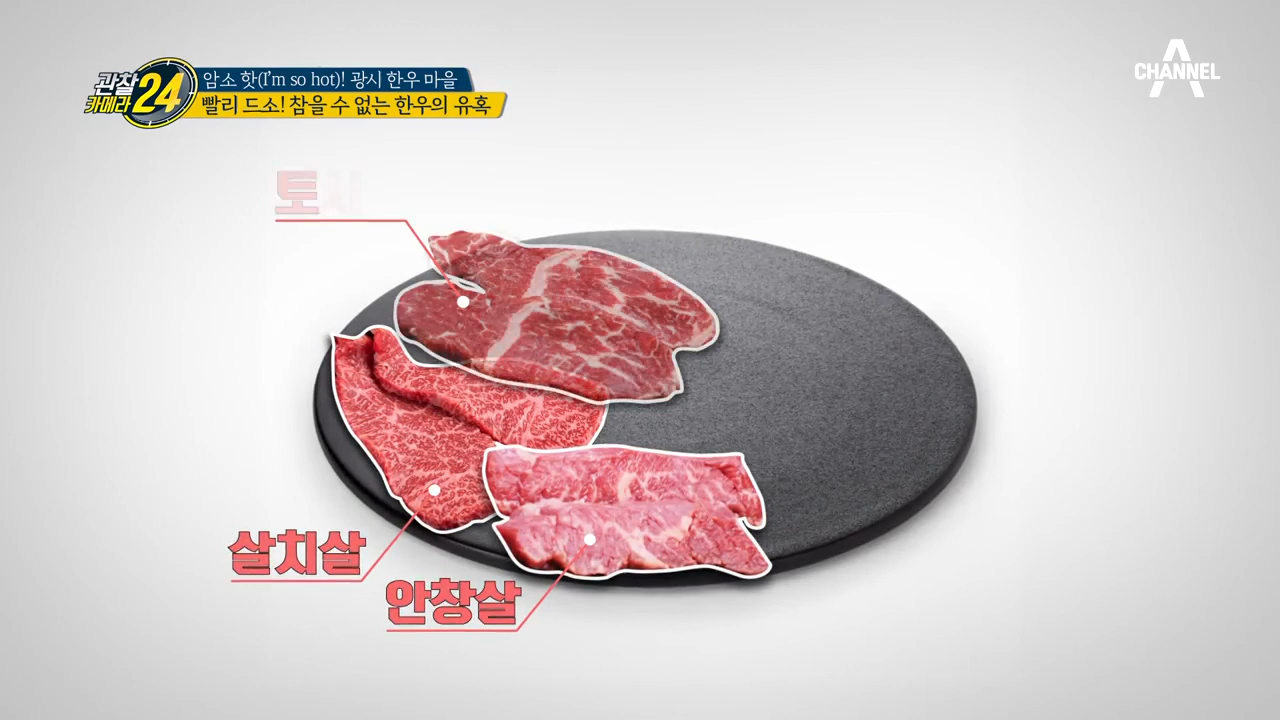 관찰
카메라 24
암소 핫(I'm so hot)! 광시 한우 마을
빨리 드소! 참을 수 없는 한우의 유혹
CHANNEL A
토시
살치살
안창살